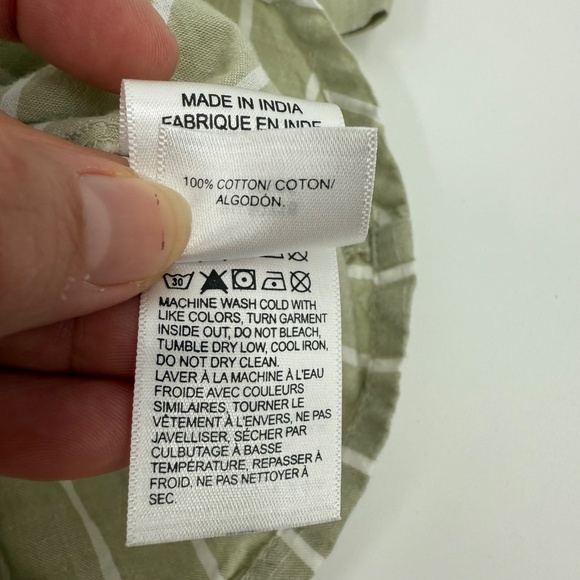 MADE IN INDIA
FABRIQUE EN INDE
100% COTTON/ COTON/
ALGODÓN.
30
MACHINE WASH COLD WITH
LIKE COLORS, TURN GARMENT
INSIDE OUT, DO NOT BLEACH,
TUMBLE DRY LOW, COOL IRON,
DO NOT DRY CLEAN.
LAVER À LA MACHINE À L'EAU
FROIDE AVEC COULEURS
SIMILAIRES, TOURNER LE
VÊTEMENT À L'ENVERS, NE PAS
JAVELLISER, SÉCHER PAR
CULBUTAGE À BASSE
TEMPÉRATURE, REPASSER À
FROID, NE PAS NETTOYER À
SEC.